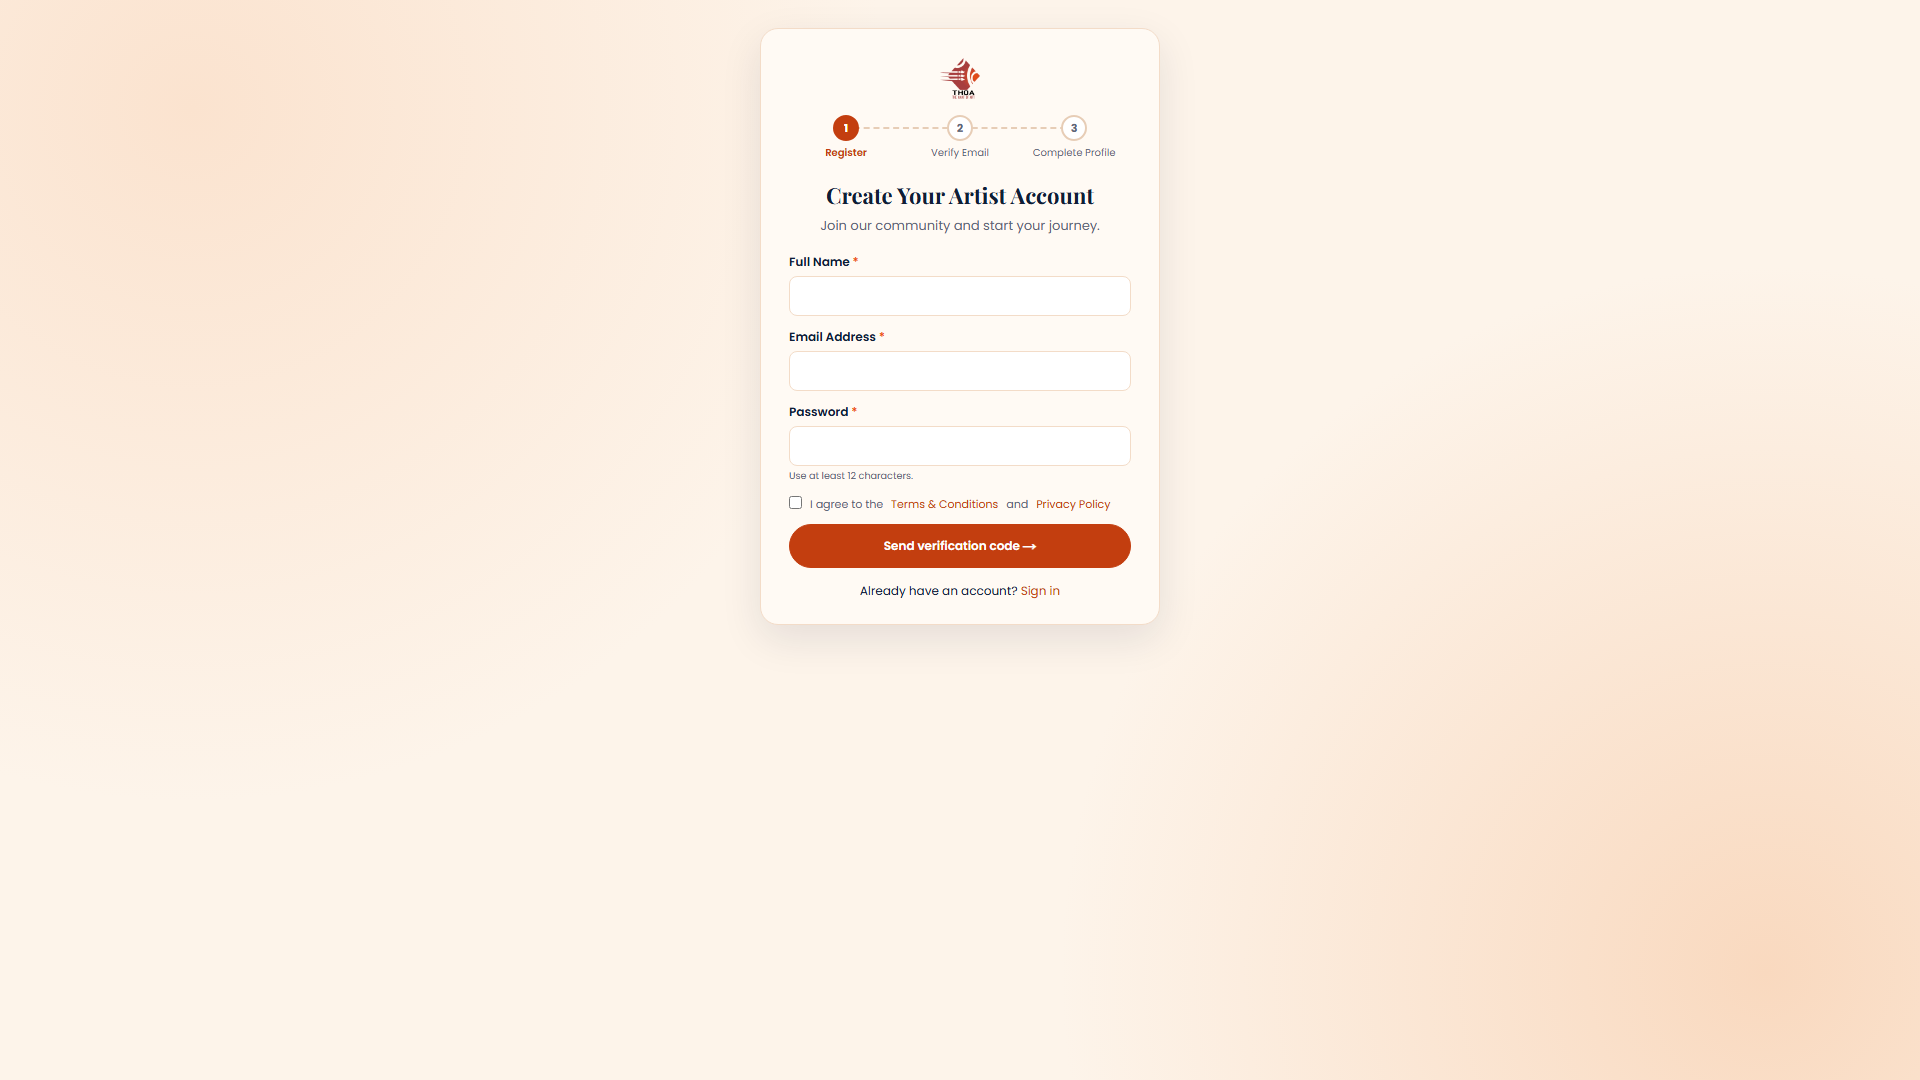 THOA
1
2
3
Register
Verify Email
Complete Profile
Create Your Artist Account
Join our community and start your journey.
Full Name *
Email Address *
Password *
Use at least 12 characters.
I agree to the Terms & Conditions and Privacy Policy
Send verification code →
Already have an account? Sign in